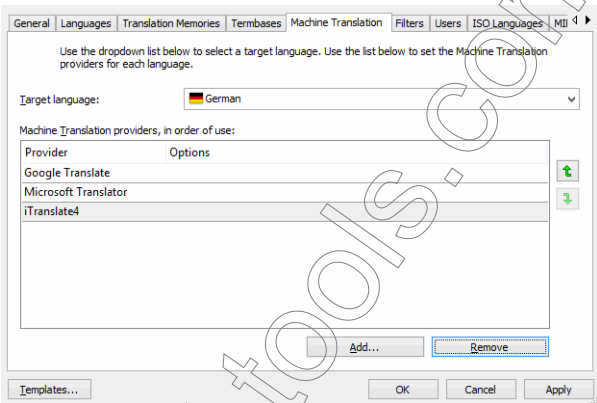 General Languages Translation Memories Termbases Machine Translation Filters Users ISO Languages
Use the dropdown list below to select a target language. Use the list below to set the Machine Translation
providers for each language.
Target language: German
Machine Translation providers, in order of use:
Provider Options
Google Translate
Microsoft Translator
iTranslate4
Add... Remove
Templates... OK Cancel Apply
ttools.com